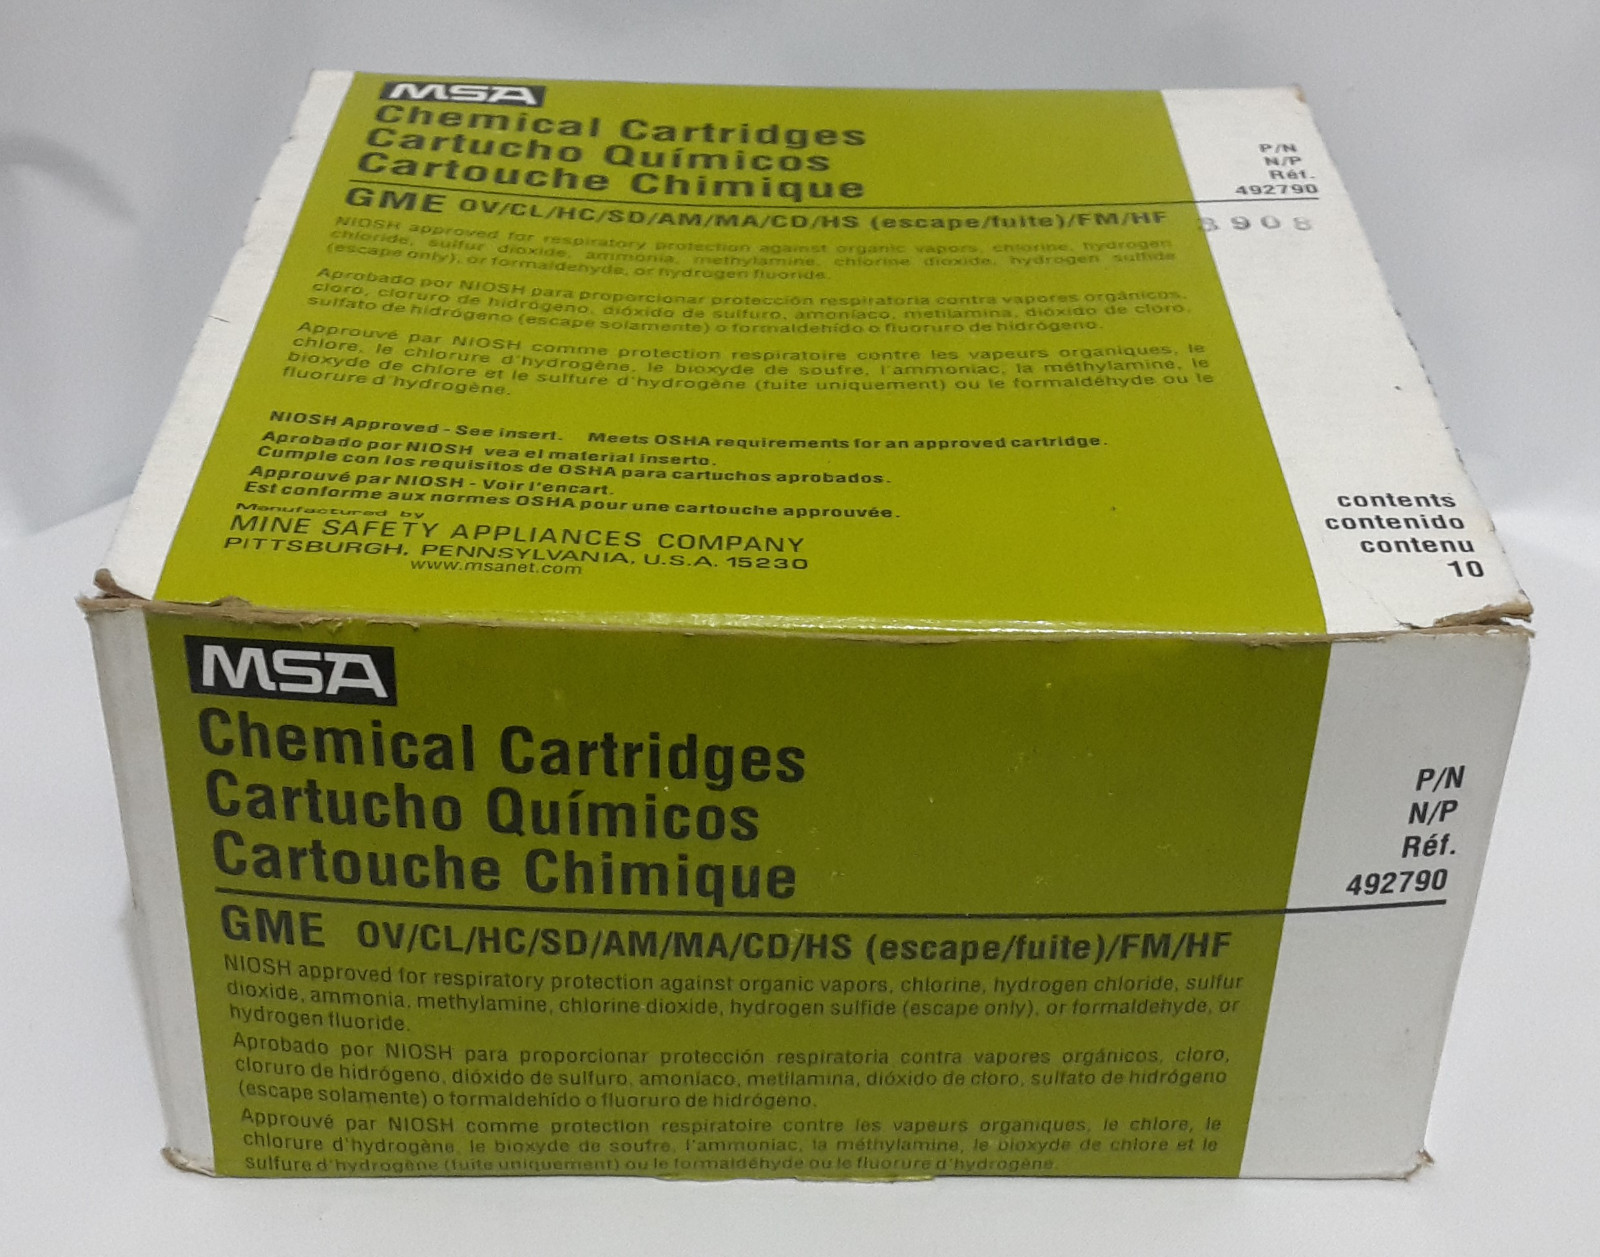 MSA
Chemical Cartridges
Cartucho Químicos
Cartouche Chimique
P/N
N/P
Réf.
492790
GME OV/CL/HC/SD/AM/MA/CD/HS (escape/fuite)/FM/HF
3908
NIOSH approved for respiratory protection against organic vapors, chlorine, hydrogen
chloride, sulfur dioxide, ammonia, methylamine, chlorine dioxide, hydrogen sulfide
(escape only), or formaldehyde, or hydrogen fluoride.
Aprobado por NIOSH para proporcionar protección respiratoria contra vapores orgánicos,
cloro, cloruro de hidrógeno, dióxido de sulfuro, amoníaco, metilamina, dióxido de cloro,
sulfato de hidrógeno (escape solamente) o formaldehído o fluoruro de hidrógeno.
Approuvé par NIOSH comme protection respiratoire contre les vapeurs organiques, le
chlore, le chlorure d'hydrogène, le bioxyde de soufre, l'ammoniac, la méthylamine, le
bioxyde de chlore et le sulfure d'hydrogène (fuite uniquement) ou le formaldéhyde ou le
fluorure d'hydrogène.
NIOSH Approved - See insert. Meets OSHA requirements for an approved cartridge.
Aprobado por NIOSH vea el material inserto.
Cumple con los requisitos de OSHA para cartuchos aprobados.
Approuvé par NIOSH - Voir l'encart.
Est conforme aux normes OSHA pour une cartouche approuvée.
Manufactured by
MINE SAFETY APPLIANCES COMPANY
PITTSBURGH, PENNSYLVANIA, U.S.A. 15230
www.msanet.com
contents
contenido
contenu
10
MSA
Chemical Cartridges
Cartucho Químicos
Cartouche Chimique
P/N
N/P
Réf.
492790
GME OV/CL/HC/SD/AM/MA/CD/HS (escape/fuite)/FM/HF
NIOSH approved for respiratory protection against organic vapors, chlorine, hydrogen chloride, sulfur
dioxide, ammonia, methylamine, chlorine dioxide, hydrogen sulfide (escape only), or formaldehyde, or
hydrogen fluoride.
Aprobado por NIOSH para proporcionar protección respiratoria contra vapores orgánicos, cloro,
cloruro de hidrógeno, dióxido de sulfuro, amoníaco, metilamina, dióxido de cloro, sulfato de hidrógeno
(escape solamente) o formaldehído o fluoruro de hidrógeno.
Approuvé par NIOSH comme protection respiratoire contre les vapeurs organiques, le chlore, le
chlorure d'hydrogène, le bioxyde de soufre, l'ammoniac, la méthylamine, le bioxyde de chlore et le
sulfure d'hydrogène (fuite uniquement) ou le formaldéhyde ou le fluorure d'hydrogène.